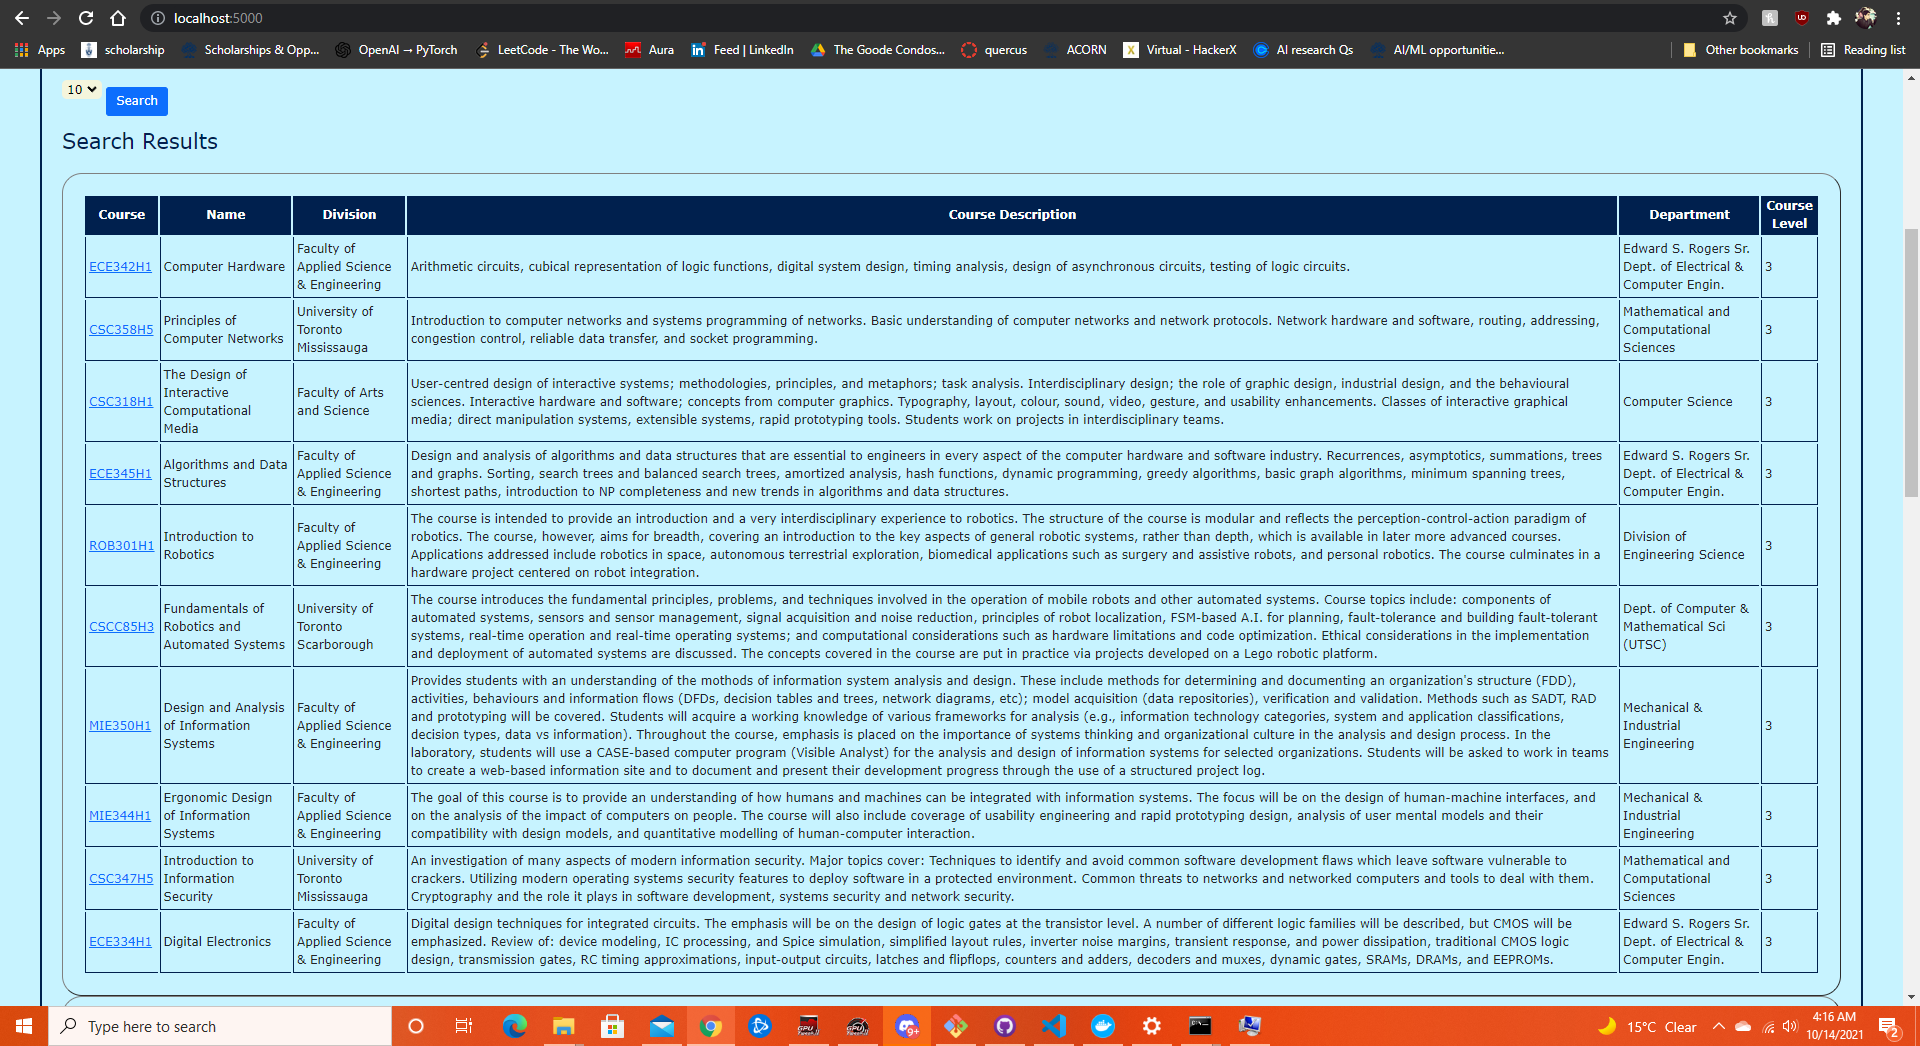 localhost:5000
Apps scholarship Scholarships & Opp... OpenAI → PyTorch LeetCode - The Wo... Aura Feed | LinkedIn The Goode Condos... quercus ACORN Virtual - HackerX AI research Qs AI/ML opportunitie... Other bookmarks Reading list
10
Search
Search Results
Course Name Division Course Description Department Course
Level
ECE342H1 Computer Hardware
Faculty of
Applied Science
& Engineering
Arithmetic circuits, cubical representation of logic functions, digital system design, timing analysis, design of asynchronous circuits, testing of logic circuits.
Edward S. Rogers Sr.
Dept. of Electrical &
Computer Engin.
3
CSC358H5
Principles of
Computer Networks
University of
Toronto
Mississauga
Introduction to computer networks and systems programming of networks. Basic understanding of computer networks and network protocols. Network hardware and software, routing, addressing,
congestion control, reliable data transfer, and socket programming.
Mathematical and
Computational
Sciences
3
CSC318H1
The Design of
Interactive
Computational
Media
Faculty of Arts
and Science
User-centred design of interactive systems; methodologies, principles, and metaphors; task analysis. Interdisciplinary design; the role of graphic design, industrial design, and the behavioural
sciences. Interactive hardware and software; concepts from computer graphics. Typography, layout, colour, sound, video, gesture, and usability enhancements. Classes of interactive graphical
media; direct manipulation systems, extensible systems, rapid prototyping tools. Students work on projects in interdisciplinary teams.
Computer Science
3
ECE345H1
Algorithms and Data
Structures
Faculty of
Applied Science
& Engineering
Design and analysis of algorithms and data structures that are essential to engineers in every aspect of the computer hardware and software industry. Recurrences, asymptotics, summations, trees
and graphs. Sorting, search trees and balanced search trees, amortized analysis, hash functions, dynamic programming, greedy algorithms, basic graph algorithms, minimum spanning trees,
shortest paths, introduction to NP completeness and new trends in algorithms and data structures.
Edward S. Rogers Sr.
Dept. of Electrical &
Computer Engin.
3
ROB301H1
Introduction to
Robotics
Faculty of
Applied Science
& Engineering
The course is intended to provide an introduction and a very interdisciplinary experience to robotics. The structure of the course is modular and reflects the perception-control-action paradigm of
robotics. The course, however, aims for breadth, covering an introduction to the key aspects of general robotic systems, rather than depth, which is available in later more advanced courses.
Applications addressed include robotics in space, autonomous terrestrial exploration, biomedical applications such as surgery and assistive robots, and personal robotics. The course culminates in a
hardware project centered on robot integration.
Division of
Engineering Science
3
CSCC85H3
Fundamentals of
Robotics and
Automated Systems
University of
Toronto
Scarborough
The course introduces the fundamental principles, problems, and techniques involved in the operation of mobile robots and other automated systems. Course topics include: components of
automated systems, sensors and sensor management, signal acquisition and noise reduction, principles of robot localization, FSM-based A.I. for planning, fault-tolerance and building fault-tolerant
systems, real-time operation and real-time operating systems; and computational considerations such as hardware limitations and code optimization. Ethical considerations in the implementation
and deployment of automated systems are discussed. The concepts covered in the course are put in practice via projects developed on a Lego robotic platform.
Dept. of Computer &
Mathematical Sci
(UTSC)
3
MIE350H1
Design and Analysis
of Information
Systems
Faculty of
Applied Science
& Engineering
Provides students with an understanding of the mothods of information system analysis and design. These include methods for determining and documenting an organization's structure (FDD),
activities, behaviours and information flows (DFDs, decision tables and trees, network diagrams, etc); model acquisition (data repositories), verification and validation. Methods such as SADT, RAD
and prototyping will be covered. Students will acquire a working knowledge of various frameworks for analysis (e.g., information technology categories, system and application classifications,
decision types, data vs information). Throughout the course, emphasis is placed on the importance of systems thinking and organizational culture in the analysis and design process. In the
laboratory, students will use a CASE-based computer program (Visible Analyst) for the analysis and design of information systems for selected organizations. Students will be asked to work in teams
to create a web-based information site and to document and present their development progress through the use of a structured project log.
Mechanical &
Industrial
Engineering
3
MIE344H1
Ergonomic Design
of Information
Systems
Faculty of
Applied Science
& Engineering
The goal of this course is to provide an understanding of how humans and machines can be integrated with information systems. The focus will be on the design of human-machine interfaces, and
on the analysis of the impact of computers on people. The course will also include coverage of usability engineering and rapid prototyping design, analysis of user mental models and their
compatibility with design models, and quantitative modelling of human-computer interaction.
Mechanical &
Industrial
Engineering
3
CSC347H5
Introduction to
Information
Security
University of
Toronto
Mississauga
An investigation of many aspects of modern information security. Major topics cover: Techniques to identify and avoid common software development flaws which leave software vulnerable to
crackers. Utilizing modern operating systems security features to deploy software in a protected environment. Common threats to networks and networked computers and tools to deal with them.
Cryptography and the role it plays in software development, systems security and network security.
Mathematical and
Computational
Sciences
3
ECE334H1 Digital Electronics
Faculty of
Applied Science
& Engineering
Digital design techniques for integrated circuits. The emphasis will be on the design of logic gates at the transistor level. A number of different logic families will be described, but CMOS will be
emphasized. Review of: device modeling, IC processing, and Spice simulation, simplified layout rules, inverter noise margins, transient response, and power dissipation, traditional CMOS logic
design, transmission gates, RC timing approximations, input-output circuits, latches and flipflops, counters and adders, decoders and muxes, dynamic gates, SRAMs, DRAMs, and EEPROMs.
Edward S. Rogers Sr.
Dept. of Electrical &
Computer Engin.
3
Type here to search
9+
15°C Clear
4:16 AM
10/14/2021
2